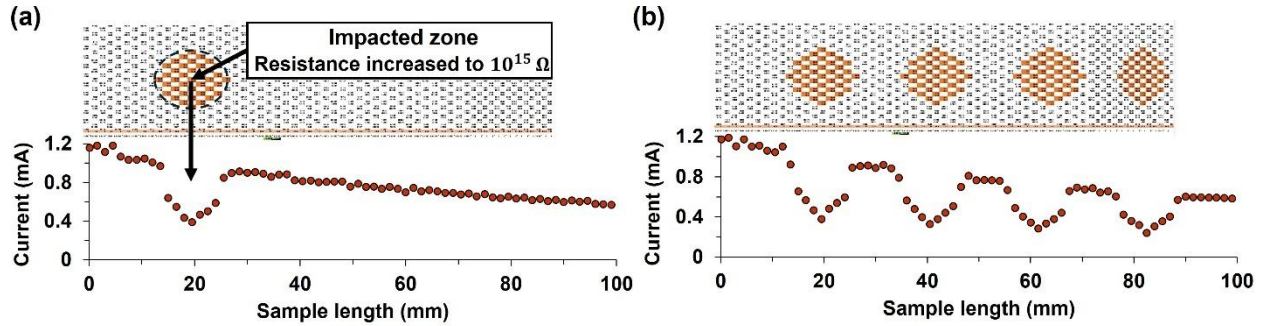 (a)
Impacted zone
Resistance increased to 10¹⁵ Ω
Current (mA)
1.2
0.8
0.4
0
0 20 40 60 80 100
Sample length (mm)
(b)
Current (mA)
1.2
0.8
0.4
0
0 20 40 60 80 100
Sample length (mm)